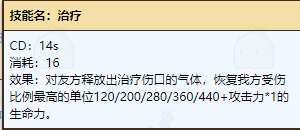 技能名：治疗
CD：14s
消耗：16
效果：对友方释放出治疗伤口的气体，恢复我方受伤
比例最高的单位120/200/280/360/440+攻击力*1的
生命力。